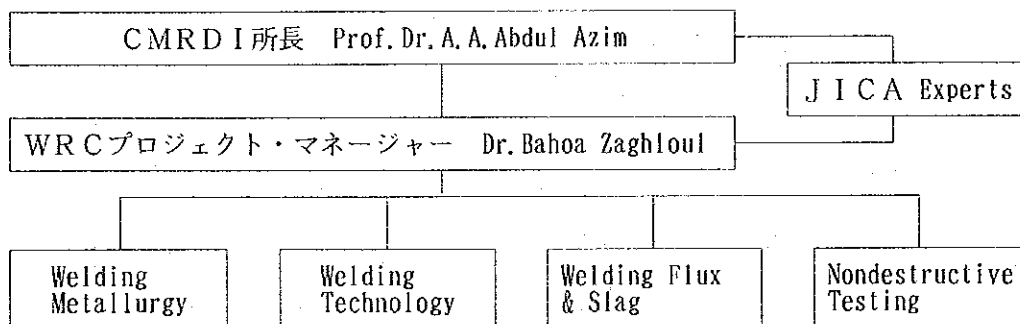 CMRDI所長 Prof.Dr.A.A.Abdul Azim
JICA Experts
WRCプロジェクト・マネージャー Dr.Bahoa Zaghloul
Welding
Metallurgy
Welding
Technology
Welding Flux
& Slag
Nondestructive
Testing